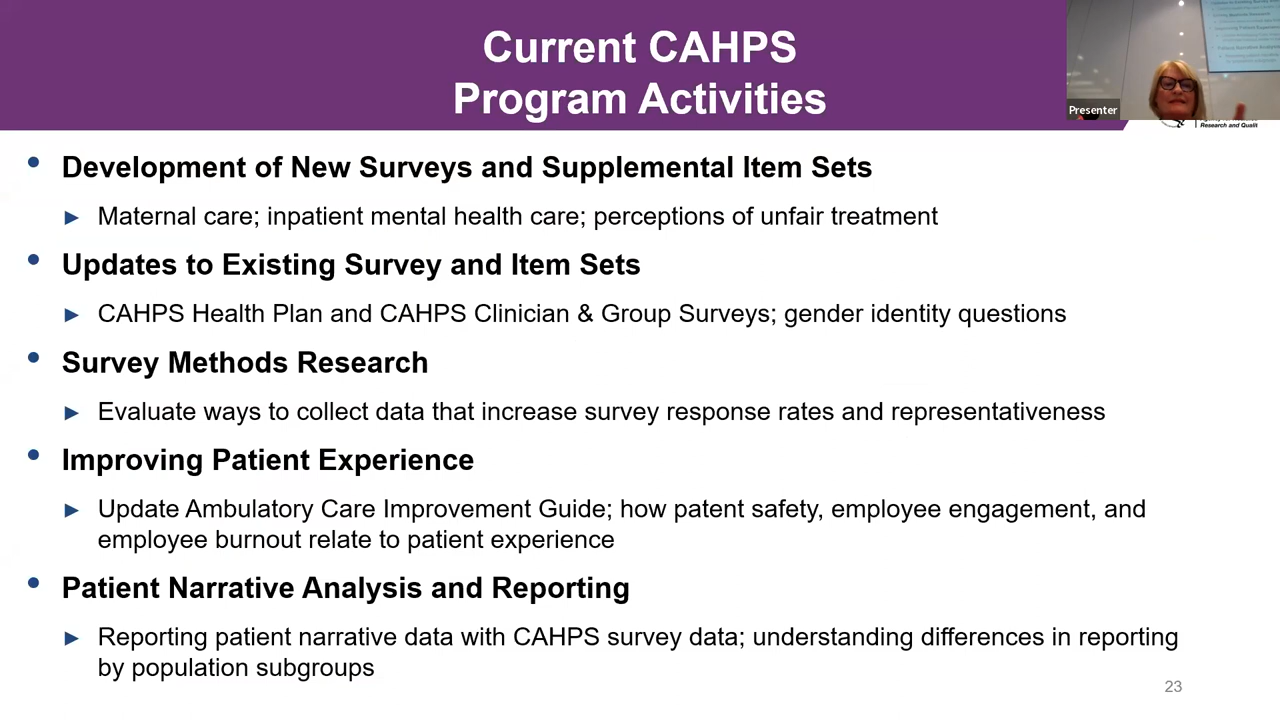 Current CAHPS
Program Activities
Presenter
Research and Qualit
Development of New Surveys and Supplemental Item Sets
Maternal care; inpatient mental health care; perceptions of unfair treatment
Updates to Existing Survey and Item Sets
CAHPS Health Plan and CAHPS Clinician & Group Surveys; gender identity questions
Survey Methods Research
Evaluate ways to collect data that increase survey response rates and representativeness
Improving Patient Experience
Update Ambulatory Care Improvement Guide; how patent safety, employee engagement, and
employee burnout relate to patient experience
Patient Narrative Analysis and Reporting
Reporting patient narrative data with CAHPS survey data; understanding differences in reporting
by population subgroups
23